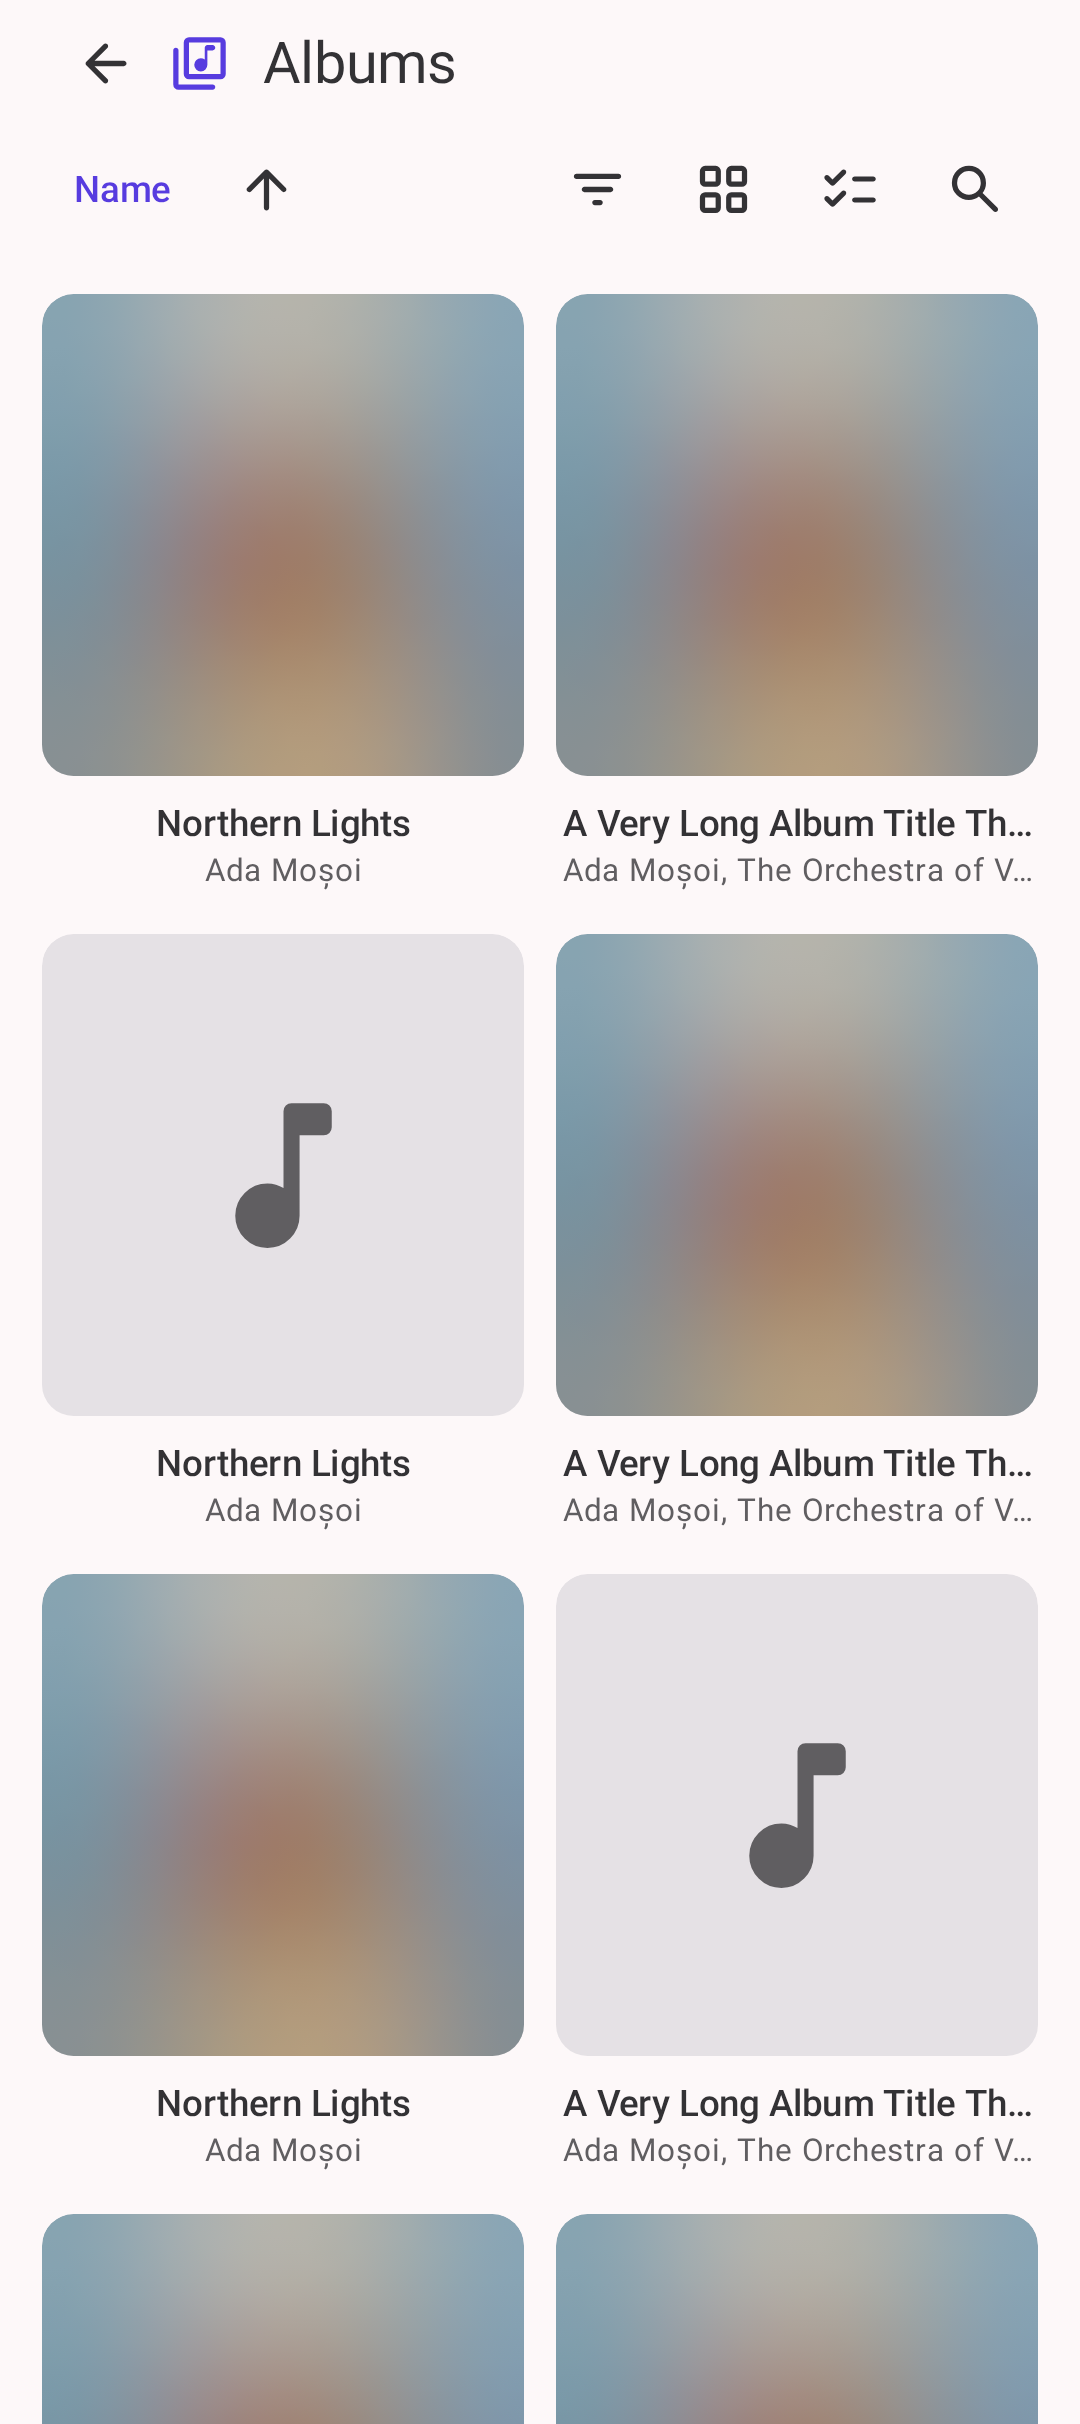 Albums
Name
Northern Lights
Ada Moșoi
A Very Long Album Title Th…
Ada Moșoi, The Orchestra of V…
Northern Lights
Ada Moșoi
A Very Long Album Title Th…
Ada Moșoi, The Orchestra of V…
Northern Lights
Ada Moșoi
A Very Long Album Title Th…
Ada Moșoi, The Orchestra of V…